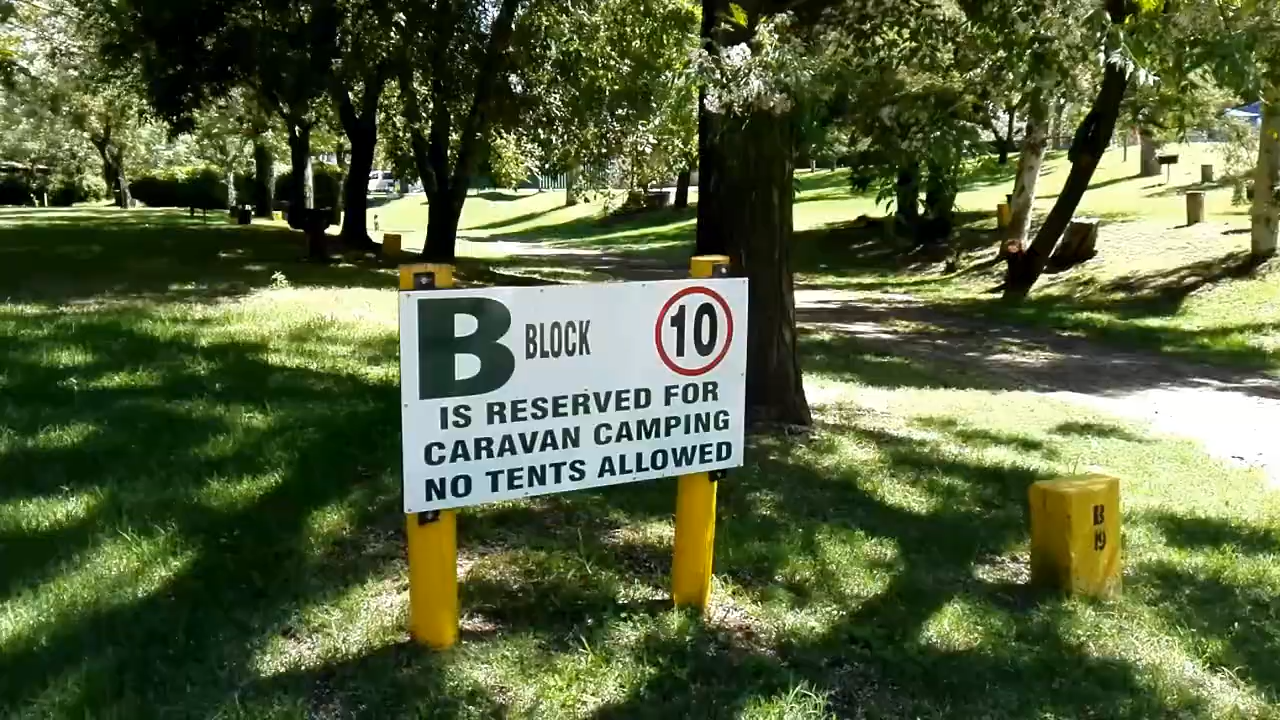 B BLOCK 10
IS RESERVED FOR
CARAVAN CAMPING
NO TENTS ALLOWED
B
19